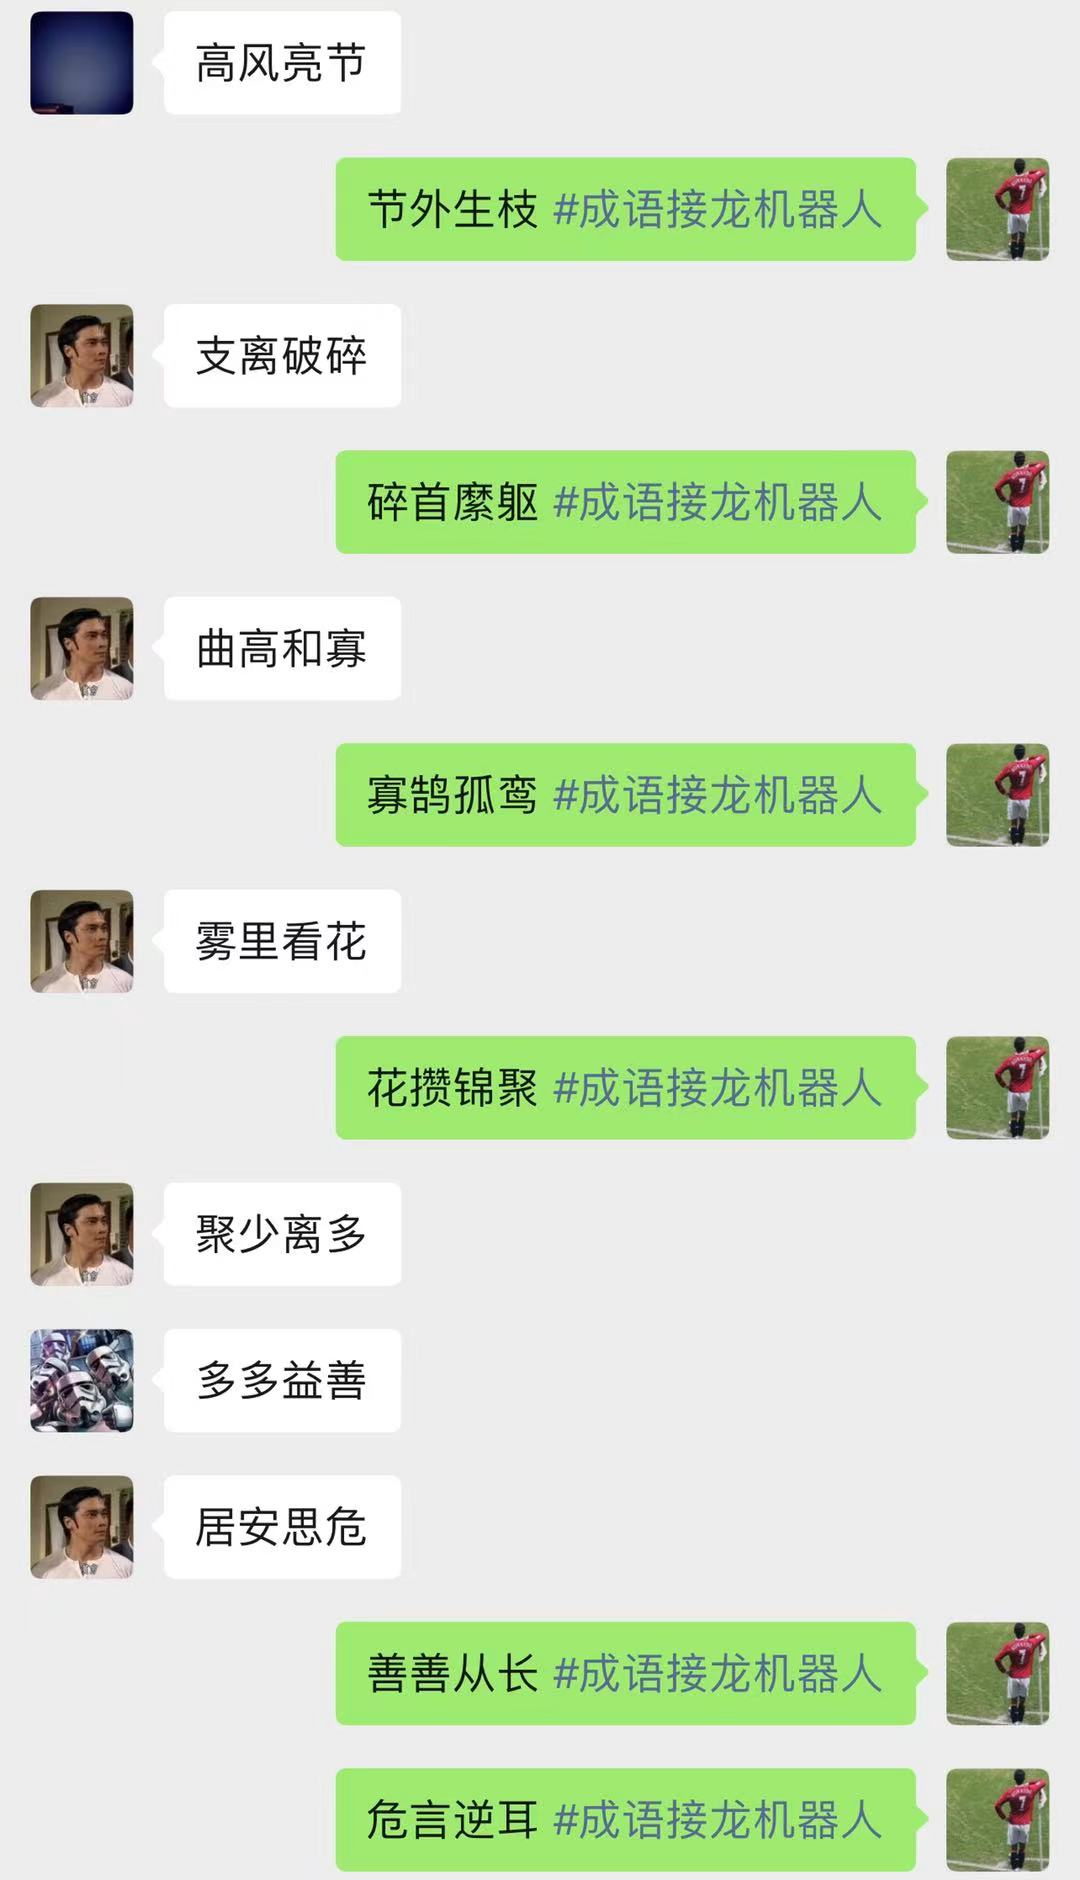 高风亮节
节外生枝 #成语接龙机器人
支离破碎
碎首縻躯 #成语接龙机器人
曲高和寡
寡鹄孤鸾 #成语接龙机器人
雾里看花
花攒锦聚 #成语接龙机器人
聚少离多
多多益善
居安思危
善善从长 #成语接龙机器人
危言逆耳 #成语接龙机器人